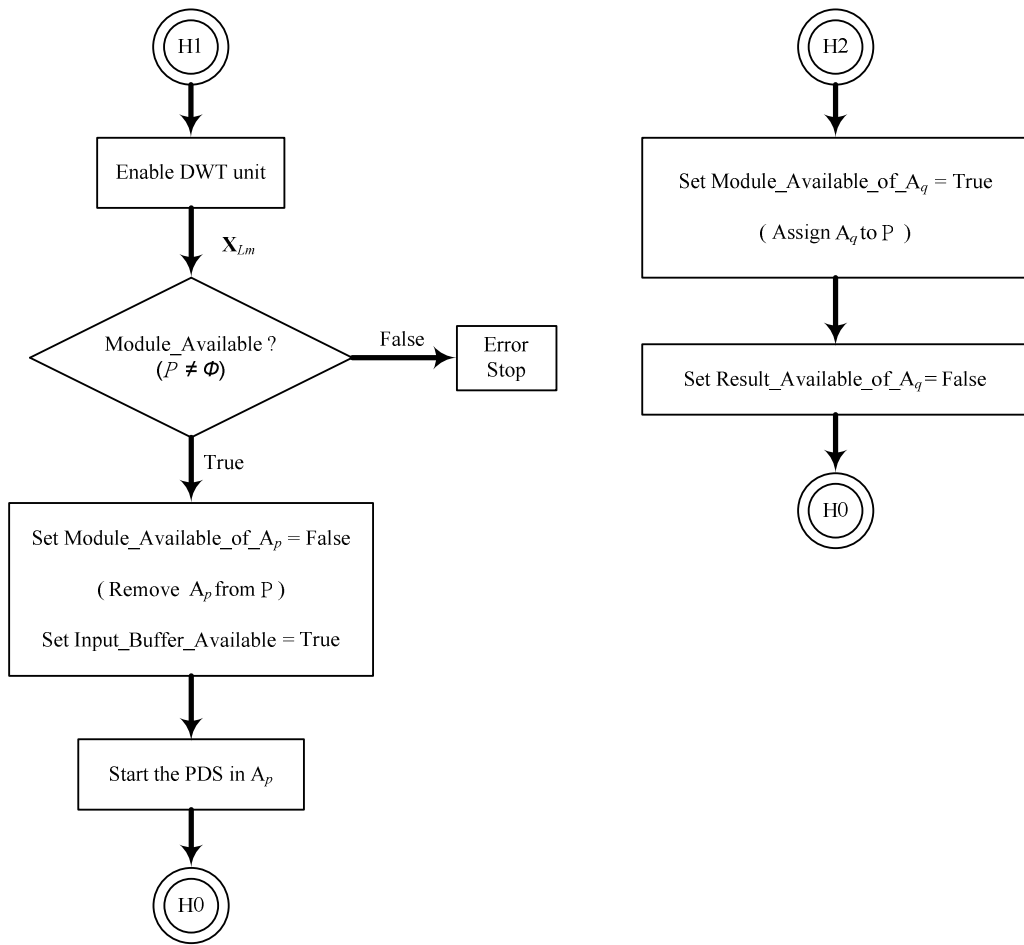 H1
Enable DWT unit
X_Lm
Module_Available ?
(P ≠ Φ)
False
Error
Stop
True
Set Module_Available_of_A_p = False
( Remove A_p from P )
Set Input_Buffer_Available = True
Start the PDS in A_p
H0
H2
Set Module_Available_of_A_q = True
( Assign A_q to P )
Set Result_Available_of_A_q = False
H0